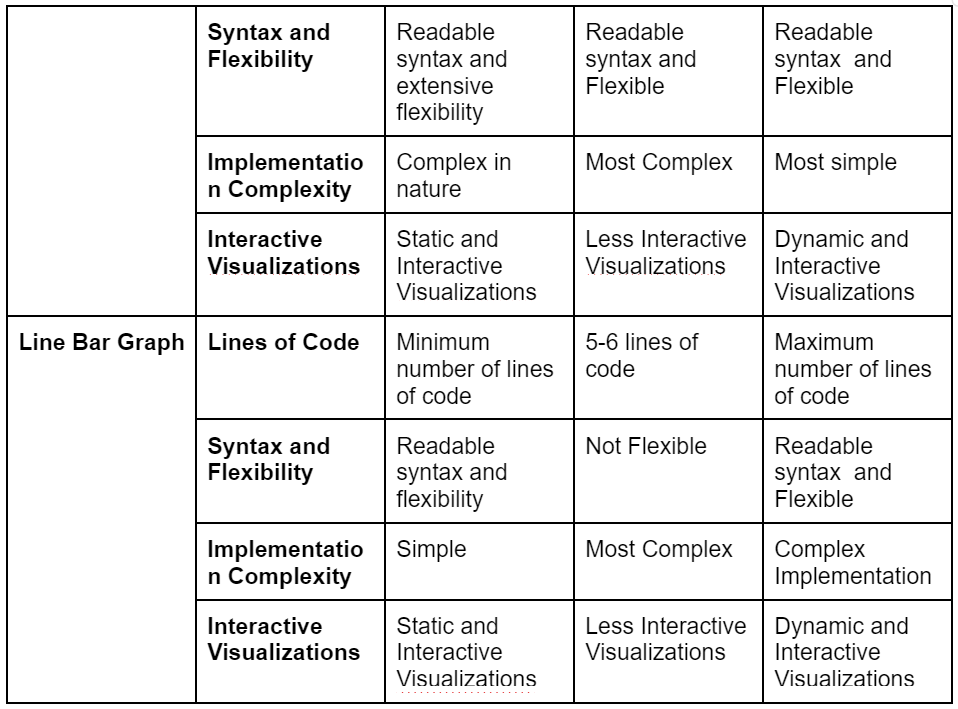 Syntax and
Flexibility
Readable
syntax and
extensive
flexibility
Readable
syntax and
Flexible
Readable
syntax  and
Flexible
Implementatio
n Complexity
Complex in
nature
Most Complex
Most simple
Interactive
Visualizations
Static and
Interactive
Visualizations
Less Interactive
Visualizations
Dynamic and
Interactive
Visualizations
Line Bar Graph
Lines of Code
Minimum
number of lines
of code
5-6 lines of
code
Maximum
number of lines
of code
Syntax and
Flexibility
Readable
syntax and
flexibility
Not Flexible
Readable
syntax  and
Flexible
Implementatio
n Complexity
Simple
Most Complex
Complex
Implementation
Interactive
Visualizations
Static and
Interactive
Visualizations
Less Interactive
Visualizations
Dynamic and
Interactive
Visualizations